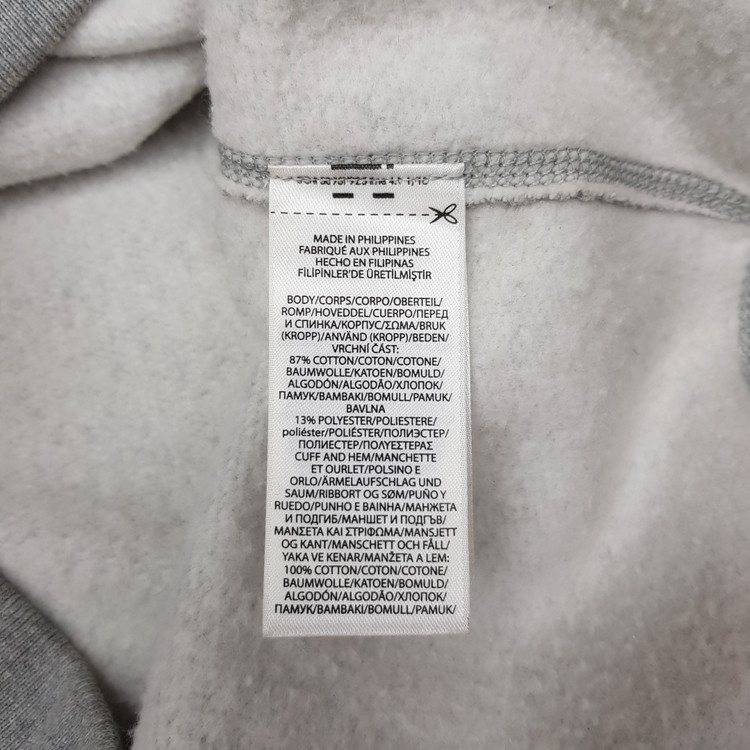 MADE IN PHILIPPINES
FABRIQUÉ AUX PHILIPPINES
HECHO EN FILIPINAS
FİLİPİNLER'DE ÜRETİLMİŞTİR
BODY/CORPS/CORPO/OBERTEIL/
ROMP/HOVEDDEL/CUERPO/ПЕРЕД
И СПИНКА/КОРПУС/ΣΩΜΑ/BRUK
(KROPP)/ANVÄND (KROPP)/BEDEN/
VRCHNÍ ČÁST:
87% COTTON/COTON/COTONE/
BAUMWOLLE/KATOEN/BOMULD/
ALGODÓN/ALGODÃO/ХЛОПОК/
ПАМУК/ΒΑΜΒΑΚΙ/BOMULL/PAMUK/
BAVLNA
13% POLYESTER/POLIESTERE/
poliéster/POLIÉSTER/ПОЛИЭСТЕР/
ПОЛИЕСТЕР/ΠΟΛΥΕΣΤΕΡΑΣ
CUFF AND HEM/MANCHETTE
ET OURLET/POLSINO E
ORLO/ÄRMELAUFSCHLAG UND
SAUM/RIBBORT OG SØM/PUÑO Y
RUEDO/PUNHO E BAINHA/МАНЖЕТА
И ПОДГИБ/МАНШЕТ И ПОДГЪВ/
ΜΑΝΣΕΤΑ ΚΑΙ ΣΤΡΙΦΩΜΑ/MANSJETT
OG KANT/MANSCHETT OCH FÅLL/
YAKA VE KENAR/MANŽETA A LEM:
100% COTTON/COTON/COTONE/
BAUMWOLLE/KATOEN/BOMULD/
ALGODÓN/ALGODÃO/ХЛОПОК/
ПАМУК/ΒΑΜΒΑΚΙ/BOMULL/PAMUK/